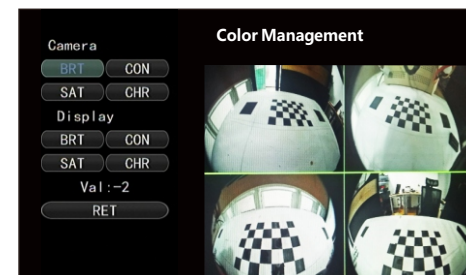 Color Management
Camera
BRT CON
SAT CHR
Display
BRT CON
SAT CHR
Val:-2
RET